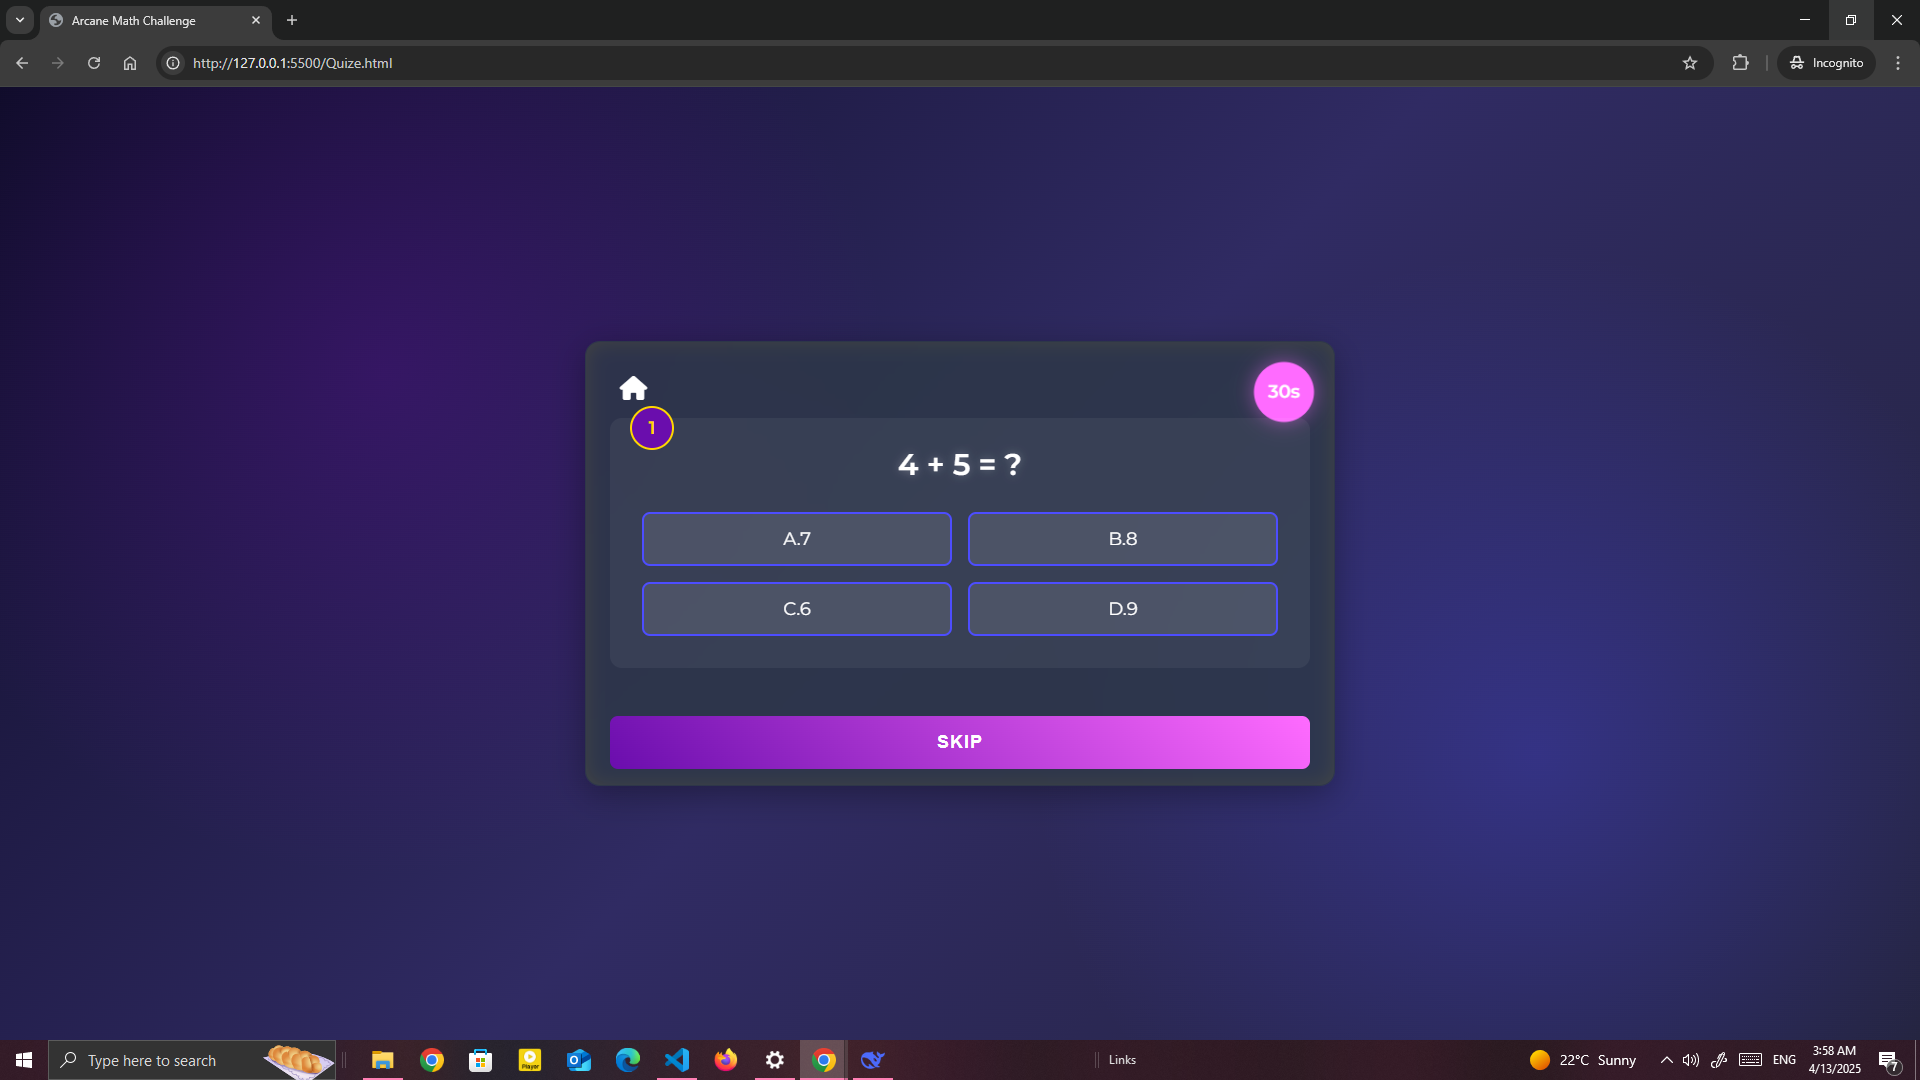 Arcane Math Challenge
http://127.0.0.1:5500/Quize.html
Incognito
30s
1
4 + 5 = ?
A.7
B.8
C.6
D.9
SKIP
Type here to search
Player
Links
22°C Sunny
ENG
3:58 AM
4/13/2025
7